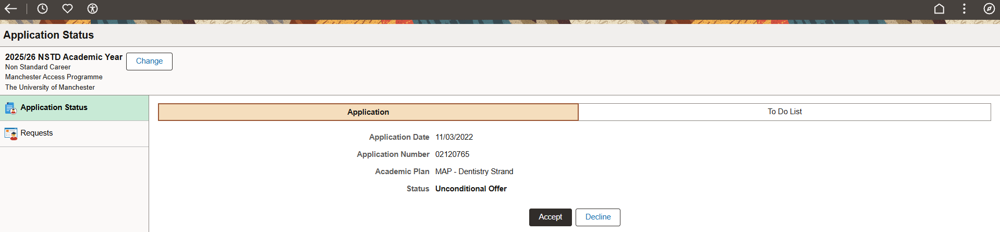 Application Status
2025/26 NSTD Academic Year
Change
Non Standard Career
Manchester Access Programme
The University of Manchester
Application Status
Requests
Application
To Do List
Application Date 11/03/2022
Application Number 02120765
Academic Plan MAP - Dentistry Strand
Status Unconditional Offer
Accept
Decline